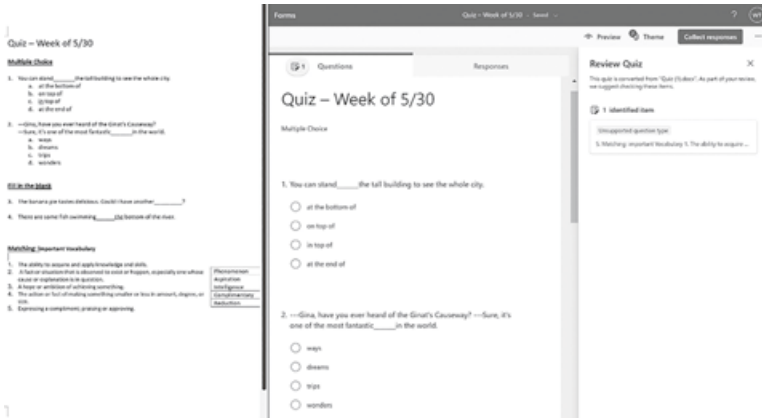 Quiz – Week of 5/30
Multiple Choice
1. You can stand______the tall building to see the whole city.
a. at the bottom of
b. on top of
c. in top of
d. at the end of
2. ---Gina, have you ever heard of the Ginat's Causeway?
---Sure, it's one of the most fantastic______in the world.
a. ways
b. dreams
c. trips
d. wonders
Fill in the blank
3. The banana pie tastes delicious. Could I have another________?
4. There are some fish swimming______the bottom of the river.
Matching: Important Vocabulary
1. The ability to acquire and apply knowledge and skills.
2. A fact or situation that is observed to exist or happen, especially one whose
cause or explanation is in question.
3. A hope or ambition of achieving something.
4. The action or fact of making something smaller or less in amount, degree, or
size.
5. Expressing a compliment; praising or approving.
Phenomenon
Aspiration
Intelligence
Complimentary
Reduction
Forms
Quiz – Week of 5/30 - Saved
?
WT
Preview
Theme
Collect responses
...
Questions
Responses
Quiz – Week of 5/30
Multiple Choice
1. You can stand_____the tall building to see the whole city.
at the bottom of
on top of
in top of
at the end of
2. ---Gina, have you ever heard of the Ginat's Causeway? ---Sure, it's
one of the most fantastic_____in the world.
ways
dreams
trips
wonders
Review Quiz
This quiz is converted from "Quiz (5).docx". As part of your review,
we suggest checking these items.
1 identified item
Unsupported question type
5. Matching: important Vocabulary 1. The ability to acquire ...